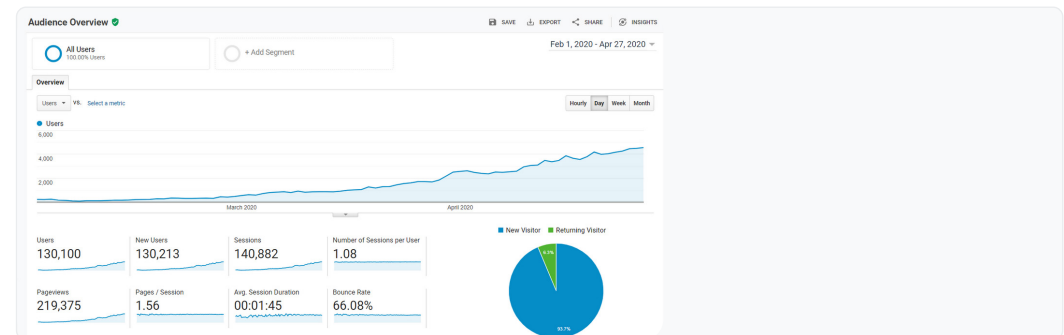 Audience Overview
SAVE EXPORT SHARE INSIGHTS
All Users
100.00% Users
+ Add Segment
Feb 1, 2020 - Apr 27, 2020
Overview
Users VS. Select a metric
Hourly Day Week Month
Users
6,000
4,000
2,000
March 2020 April 2020
New Visitor Returning Visitor
Users
130,100
New Users
130,213
Sessions
140,882
Number of Sessions per User
1.08
Pageviews
219,375
Pages / Session
1.56
Avg. Session Duration
00:01:45
Bounce Rate
66.08%